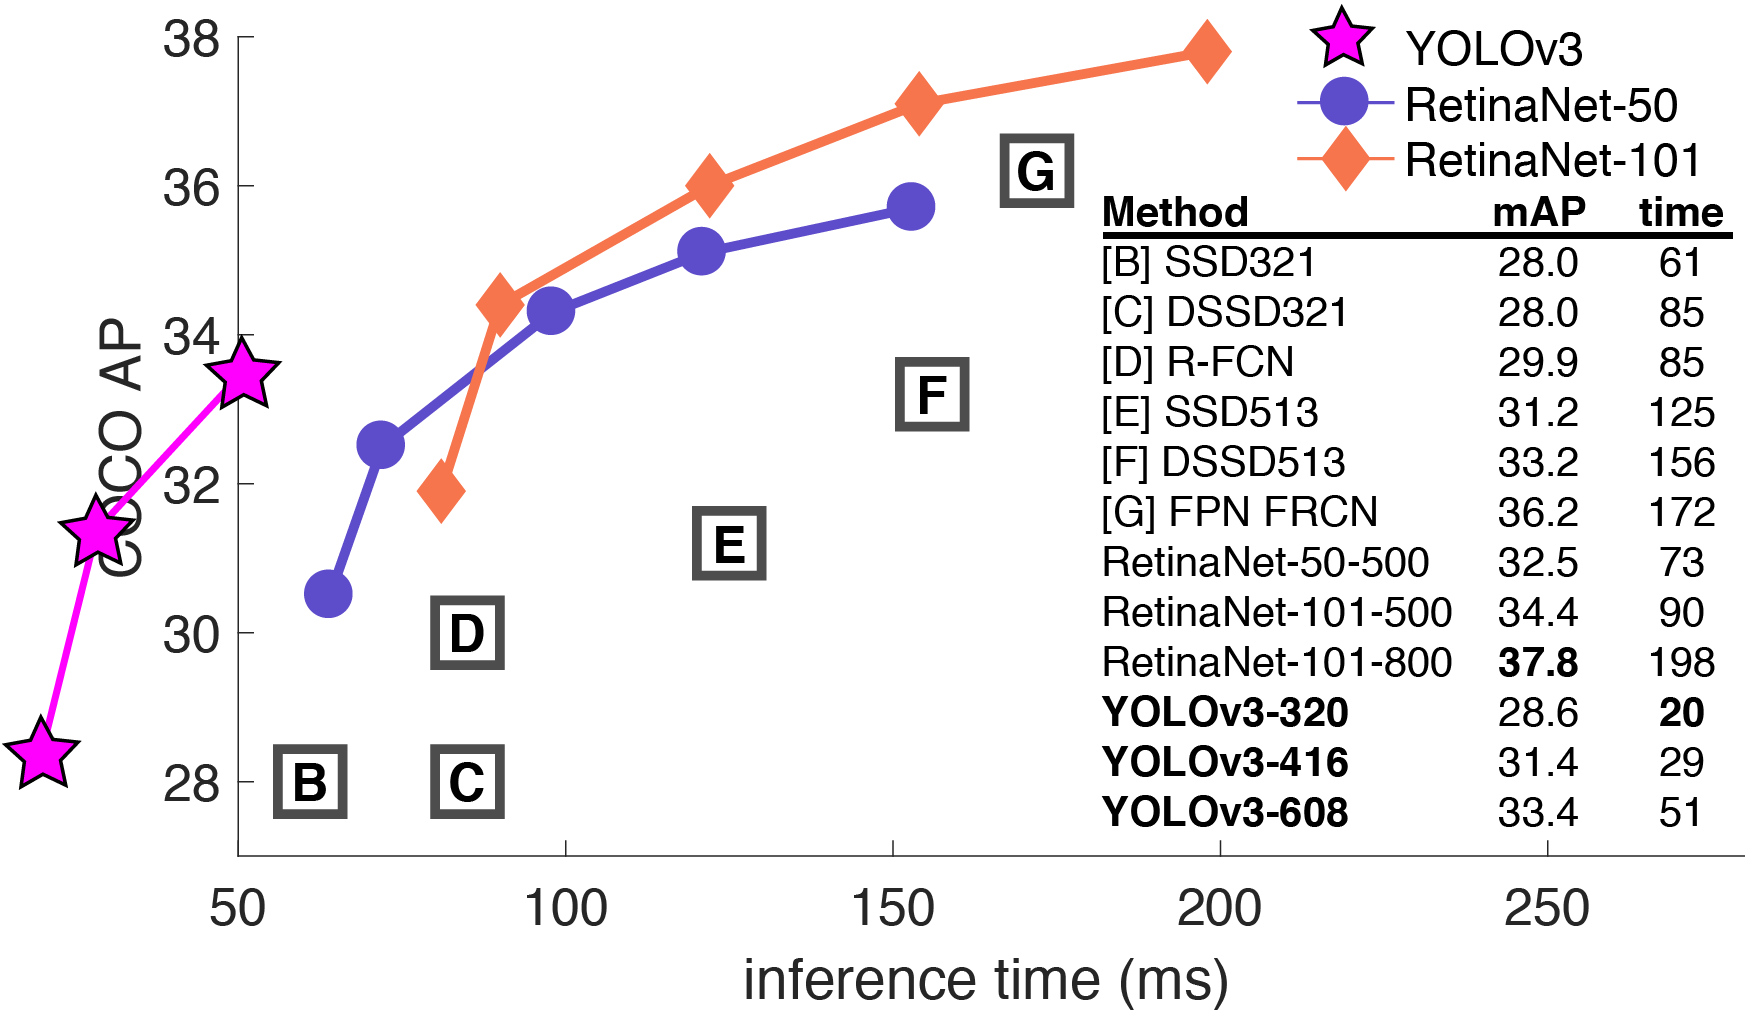 38
36
34
32
30
28
COCO AP
50 100 150 200 250
inference time (ms)
B
C
D
E
F
G
YOLOv3
RetinaNet-50
RetinaNet-101
Method mAP time
[B] SSD321 28.0 61
[C] DSSD321 28.0 85
[D] R-FCN 29.9 85
[E] SSD513 31.2 125
[F] DSSD513 33.2 156
[G] FPN FRCN 36.2 172
RetinaNet-50-500 32.5 73
RetinaNet-101-500 34.4 90
RetinaNet-101-800 37.8 198
YOLOv3-320 28.6 20
YOLOv3-416 31.4 29
YOLOv3-608 33.4 51